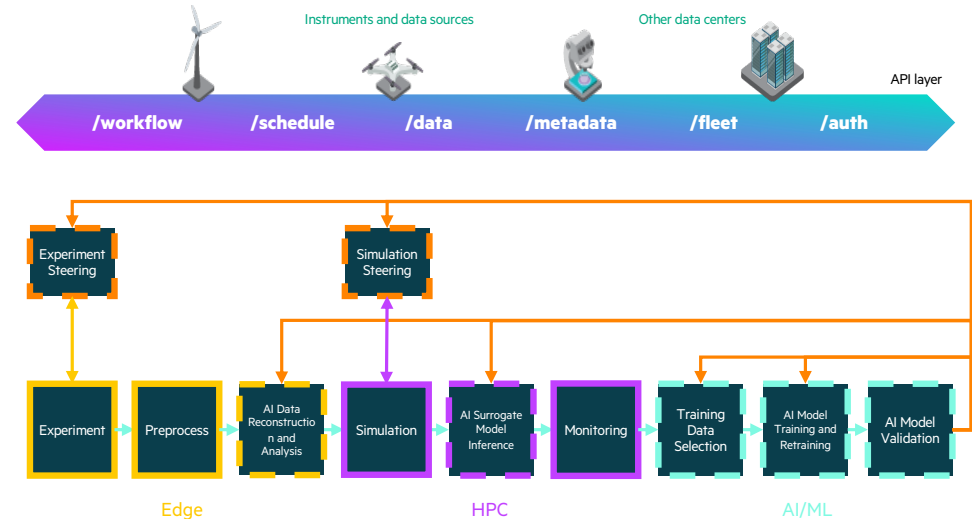 Instruments and data sources
Other data centers
API layer
/workflow /schedule /data /metadata /fleet /auth
Experiment
Steering
Simulation
Steering
Experiment
Preprocess
AI Data
Reconstructio
n and
Analysis
Simulation
AI Surrogate
Model
Inference
Monitoring
Training
Data
Selection
AI Model
Training and
Retraining
AI Model
Validation
Edge
HPC
AI/ML